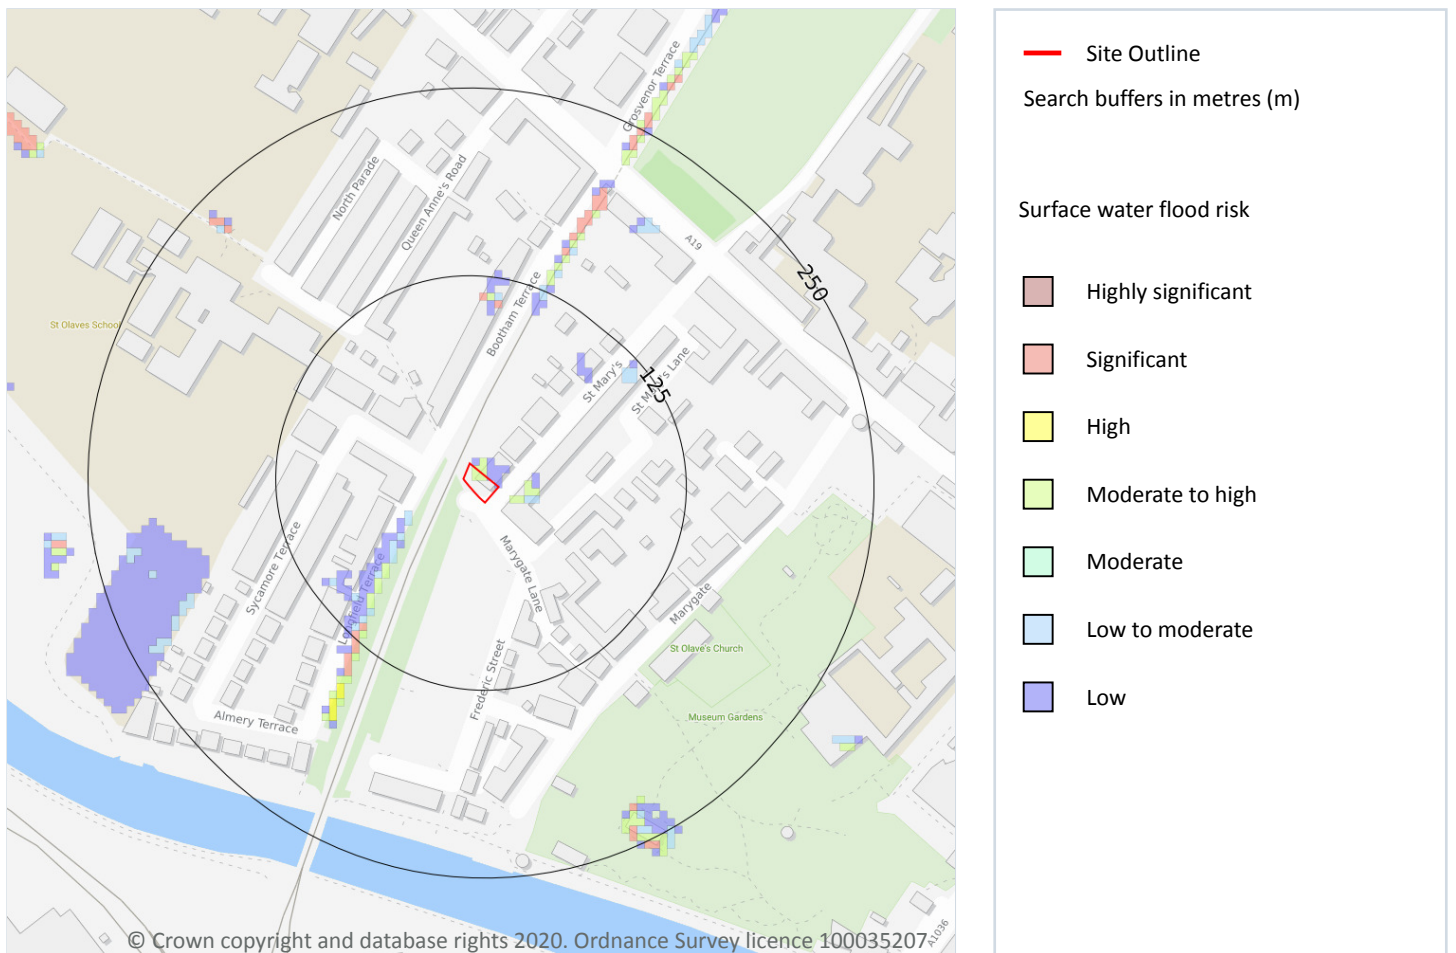 Grosvenor Terrace
North Parade
Queen Anne's Road
A19
250
St Olaves School
Bootham Terrace
St Mary's
St Mary's Lane
125
Sycamore Terrace
Longfield Terrace
Marygate Lane
Marygate
St Olave's Church
Frederic Street
Museum Gardens
Almery Terrace
A1036
© Crown copyright and database rights 2020. Ordnance Survey licence 100035207.
Site Outline
Search buffers in metres (m)
Surface water flood risk
Highly significant
Significant
High
Moderate to high
Moderate
Low to moderate
Low